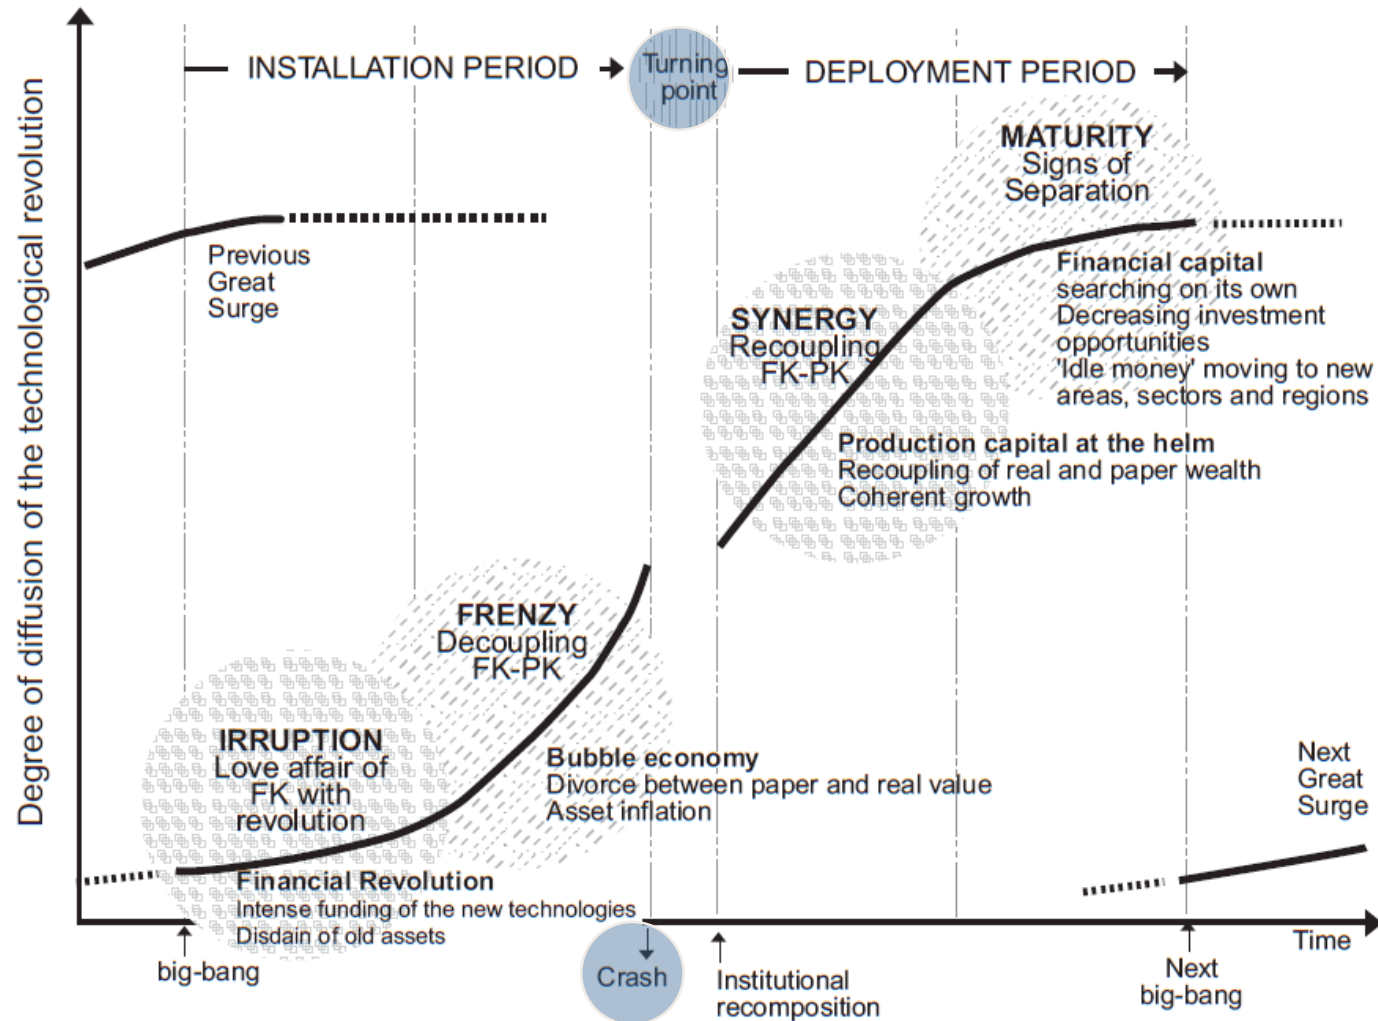 Degree of diffusion of the technological revolution
INSTALLATION PERIOD
Turning
point
DEPLOYMENT PERIOD
Previous
Great
Surge
MATURITY
Signs of
Separation
Financial capital
searching on its own
Decreasing investment
opportunities
'Idle money' moving to new
areas, sectors and regions
SYNERGY
Recoupling
FK-PK
Production capital at the helm
Recoupling of real and paper wealth
Coherent growth
FRENZY
Decoupling
FK-PK
Bubble economy
Divorce between paper and real value
Asset inflation
IRRUPTION
Love affair of
FK with
revolution
Financial Revolution
Intense funding of the new technologies
Disdain of old assets
Next
Great
Surge
Time
big-bang
Crash
Institutional
recomposition
Next
big-bang